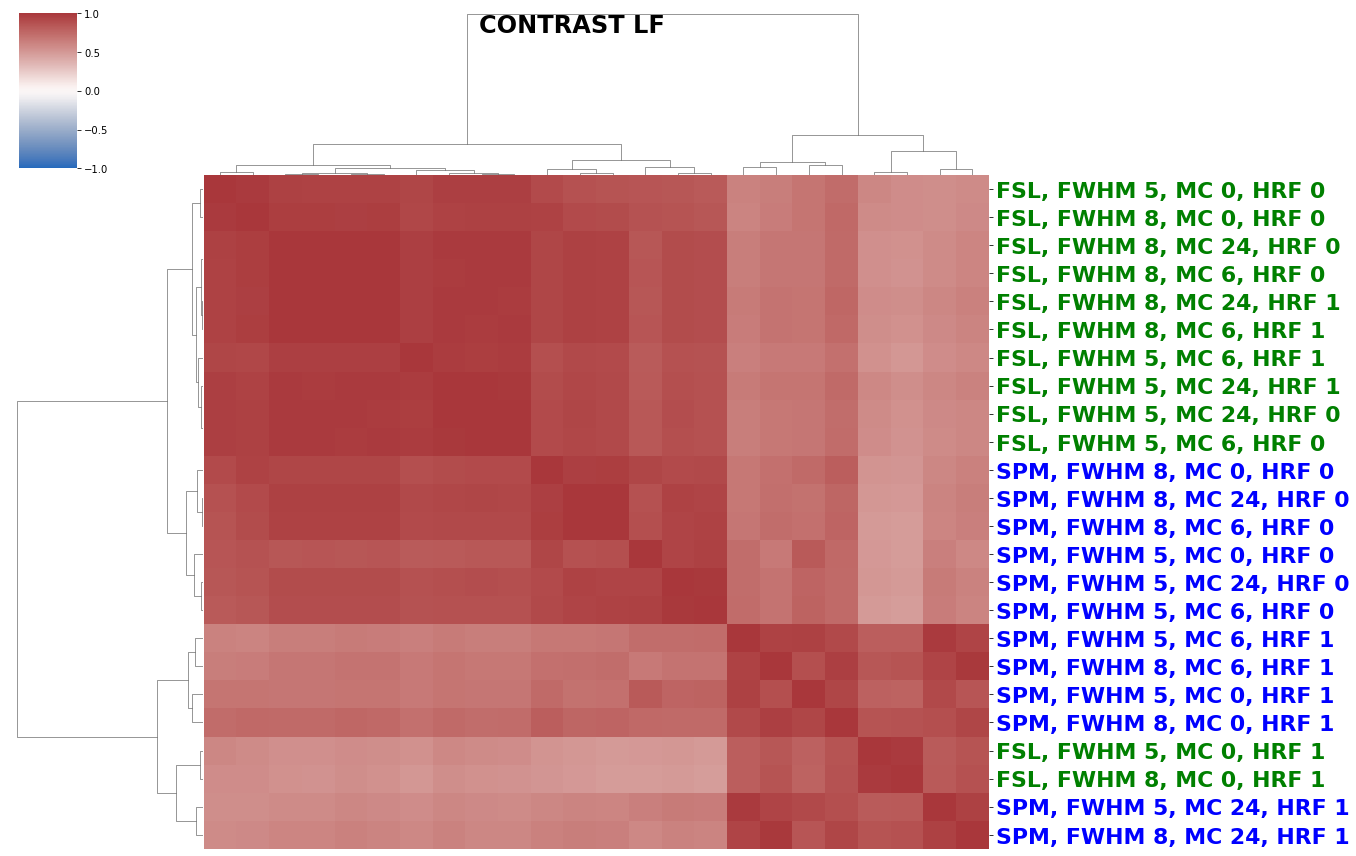 CONTRAST LF
1.0
0.5
0.0
−0.5
−1.0
FSL, FWHM 5, MC 0, HRF 0
FSL, FWHM 8, MC 0, HRF 0
FSL, FWHM 8, MC 24, HRF 0
FSL, FWHM 8, MC 6, HRF 0
FSL, FWHM 8, MC 24, HRF 1
FSL, FWHM 8, MC 6, HRF 1
FSL, FWHM 5, MC 6, HRF 1
FSL, FWHM 5, MC 24, HRF 1
FSL, FWHM 5, MC 24, HRF 0
FSL, FWHM 5, MC 6, HRF 0
SPM, FWHM 8, MC 0, HRF 0
SPM, FWHM 8, MC 24, HRF 0
SPM, FWHM 8, MC 6, HRF 0
SPM, FWHM 5, MC 0, HRF 0
SPM, FWHM 5, MC 24, HRF 0
SPM, FWHM 5, MC 6, HRF 0
SPM, FWHM 5, MC 6, HRF 1
SPM, FWHM 8, MC 6, HRF 1
SPM, FWHM 5, MC 0, HRF 1
SPM, FWHM 8, MC 0, HRF 1
FSL, FWHM 5, MC 0, HRF 1
FSL, FWHM 8, MC 0, HRF 1
SPM, FWHM 5, MC 24, HRF 1
SPM, FWHM 8, MC 24, HRF 1